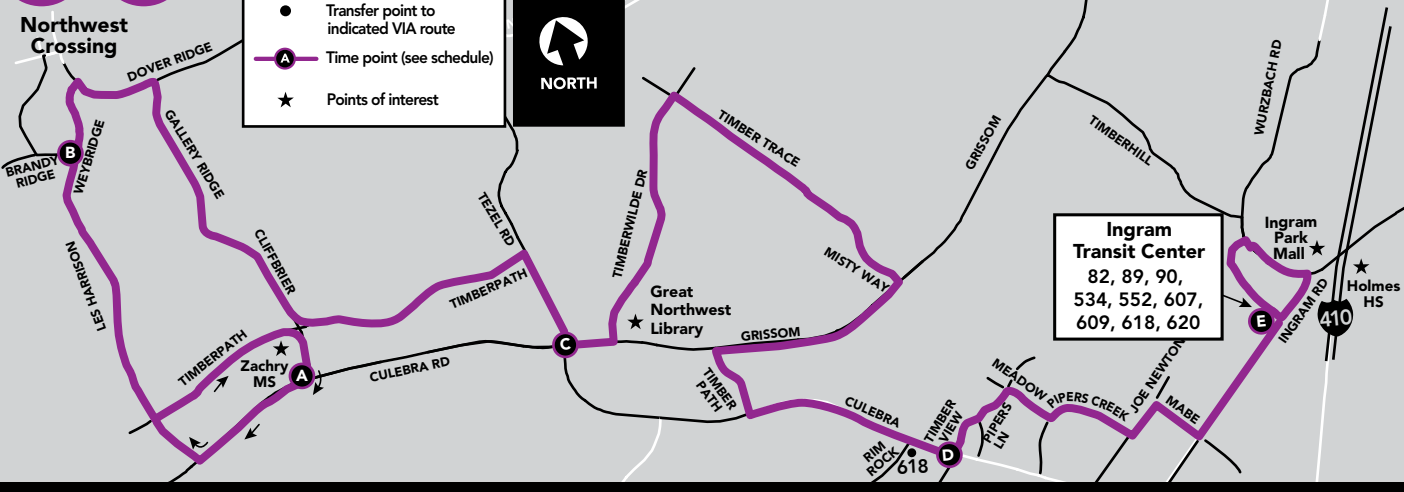 Northwest
Crossing
Transfer point to
indicated VIA route
A
Time point (see schedule)
Points of interest
NORTH
DOVER RIDGE
GALLERY RIDGE
B
BRANDY
RIDGE
WEYBRIDGE
LES HARRISON
CLIFFBRIER
TIMBERPATH
Zachry
MS
A
TIMBERPATH
TEZEL RD
CULEBRA RD
C
TIMBERWILDE DR
Great
Northwest
Library
TIMBER TRACE
MISTY WAY
GRISSOM
GRISSOM
TIMBER
PATH
CULEBRA
RIM
ROCK
618
TIMBER
VIEW
D
PIPERS
LN
MEADOW
PIPERS CREEK
JOE NEWTON
MABE
TIMBERHILL
WURZBACH RD
Ingram
Transit Center
82, 89, 90,
534, 552, 607,
609, 618, 620
E
INGRAM RD
Ingram
Park
Mall
Holmes
HS
410